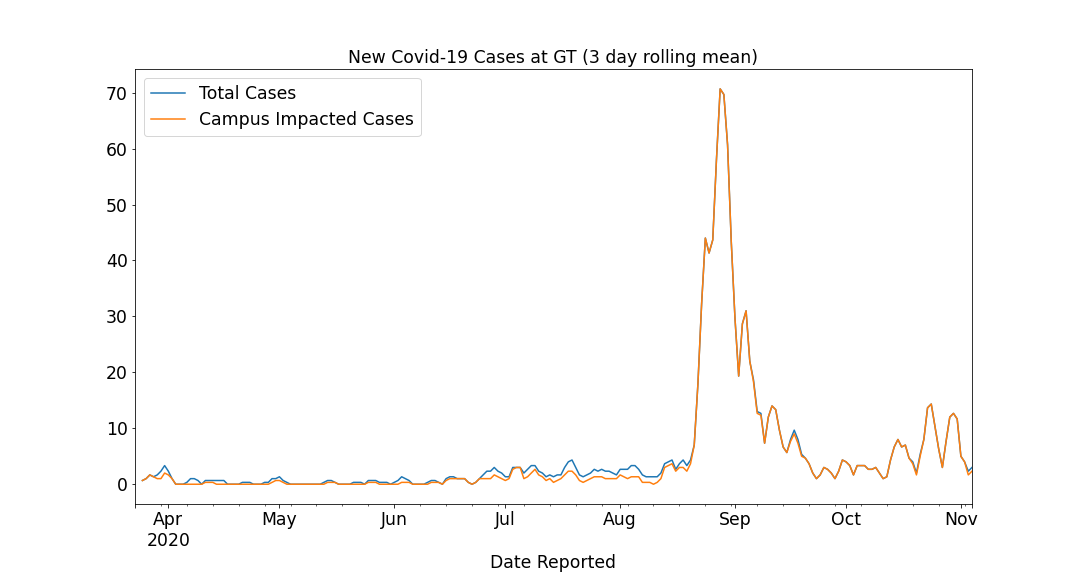 New Covid-19 Cases at GT (3 day rolling mean)
Total Cases
Campus Impacted Cases
70
60
50
40
30
20
10
0
Apr May Jun Jul Aug Sep Oct Nov
2020
Date Reported